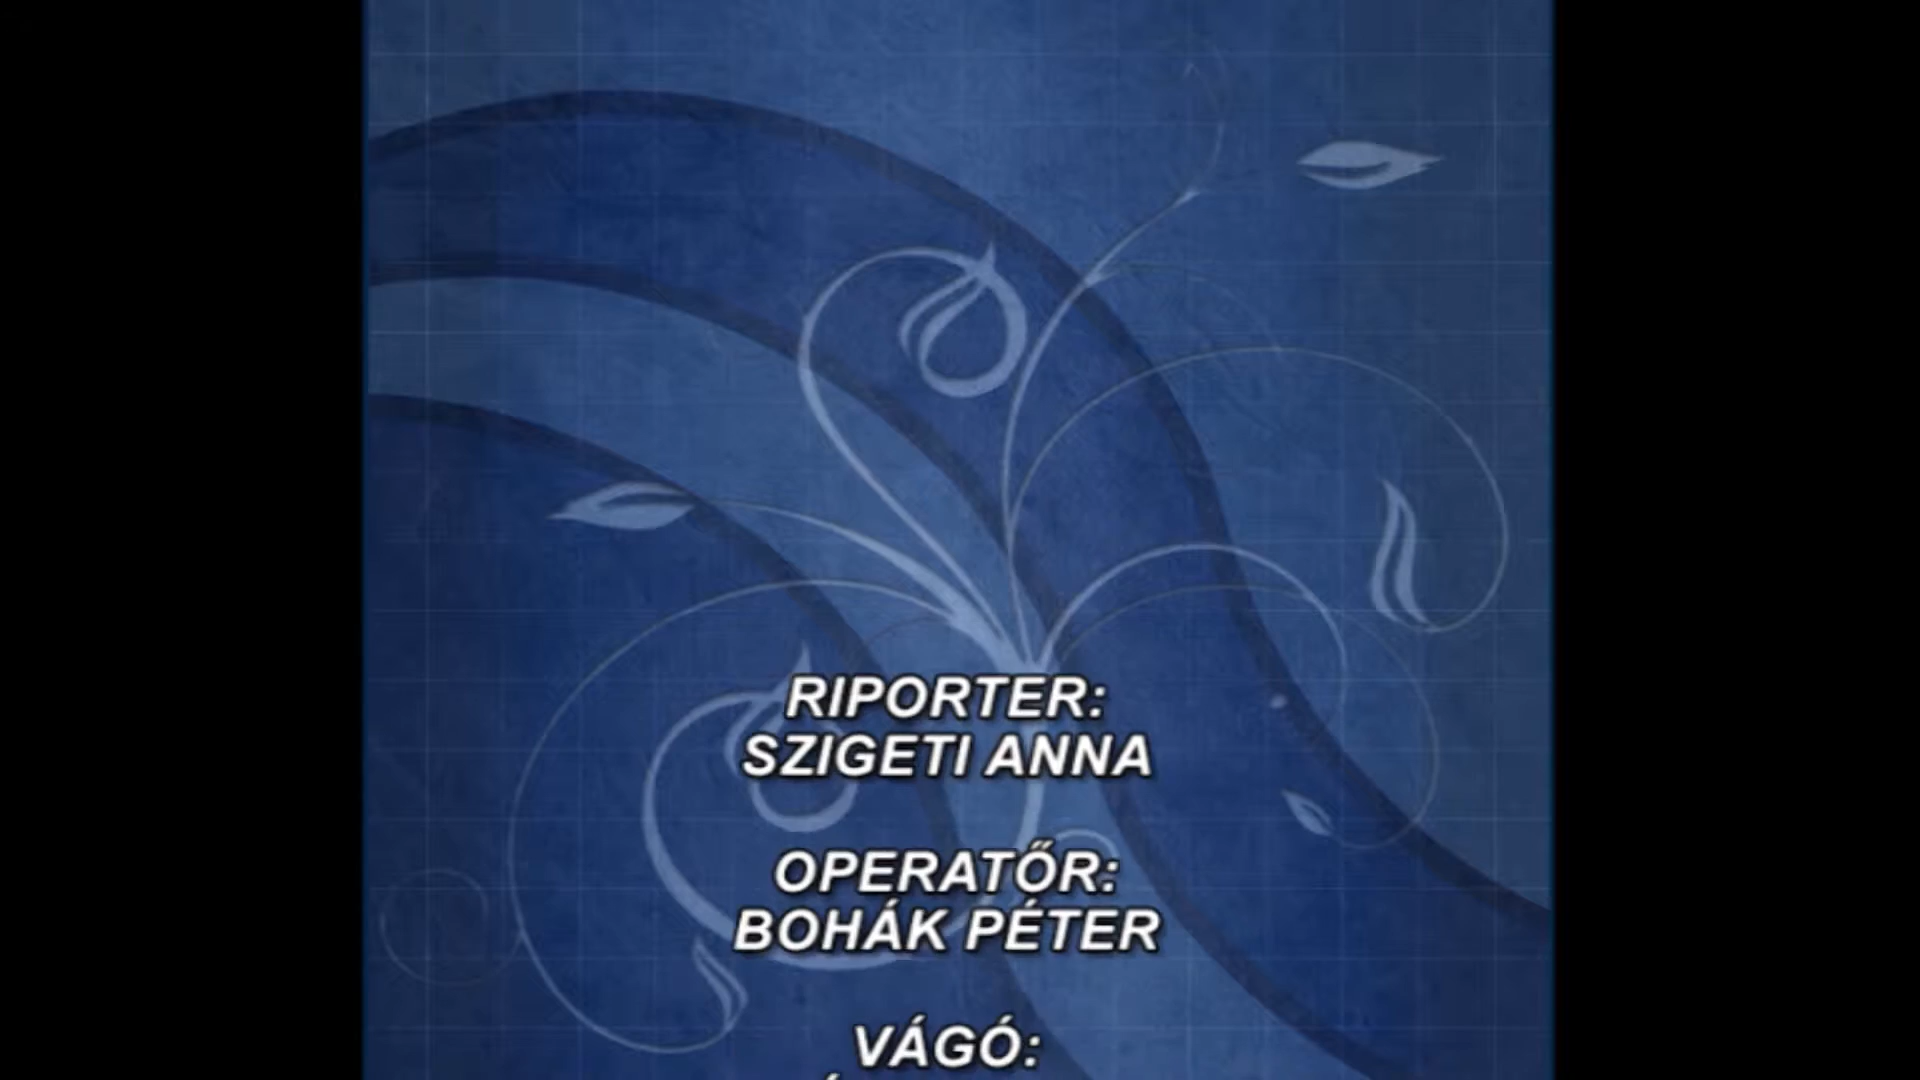 RIPORTER:
SZIGETI ANNA
OPERATŐR:
BOHÁK PÉTER
VÁGÓ: